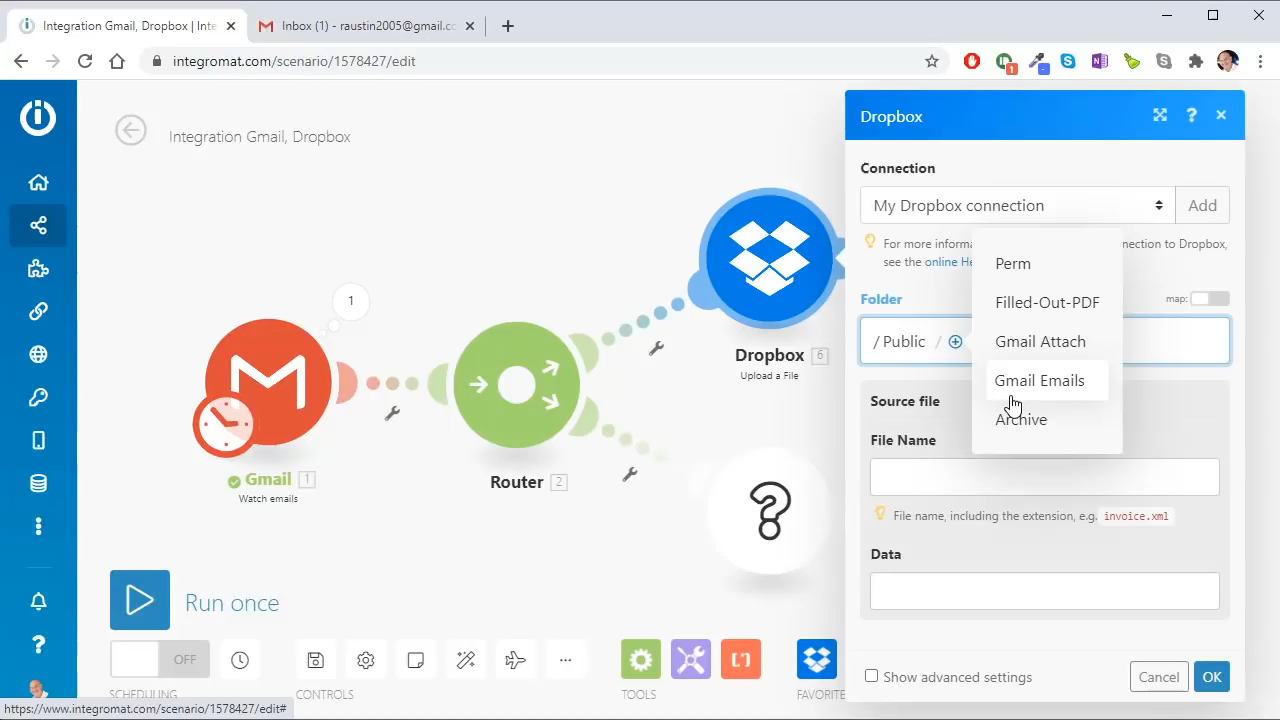 Integration Gmail, Dropbox | Inte
Inbox (1) - raustin2005@gmail.co
integromat.com/scenario/1578427/edit
1
Integration Gmail, Dropbox
1
Gmail 1
Watch emails
Router 2
Dropbox 6
Upload a File
?
Run once
OFF
SCHEDULING
CONTROLS
TOOLS
FAVORITE
https://www.integromat.com/scenario/1578427/edit#
Dropbox
Connection
My Dropbox connection
Add
For more informa nection to Dropbox,
see the online He
Folder
map:
/ Public /
Perm
Filled-Out-PDF
Gmail Attach
Gmail Emails
Archive
Source file
File Name
File name, including the extension, e.g. invoice.xml
Data
Show advanced settings
Cancel
OK